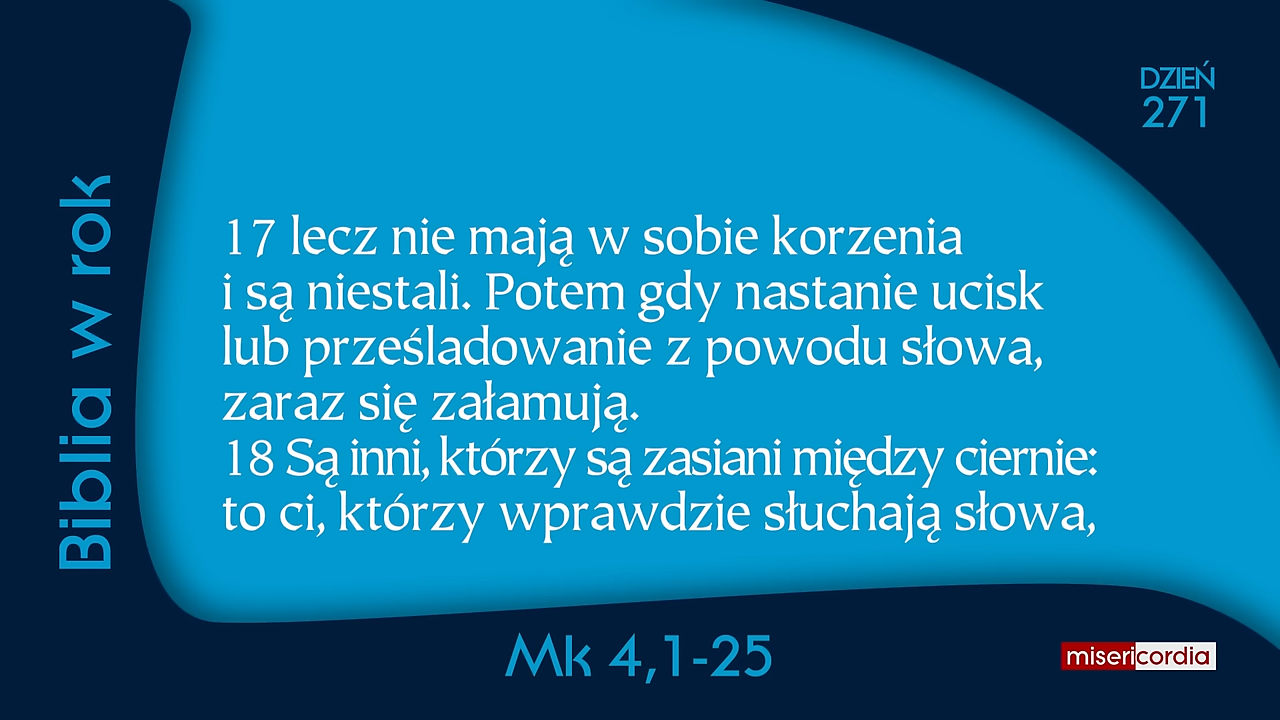 DZIEŃ
271
Biblia w rok
17 lecz nie mają w sobie korzenia
i są niestali. Potem gdy nastanie ucisk
lub prześladowanie z powodu słowa,
zaraz się załamują.
18 Są inni, którzy są zasiani między ciernie:
to ci, którzy wprawdzie słuchają słowa,
Mk 4,1-25
misericordia